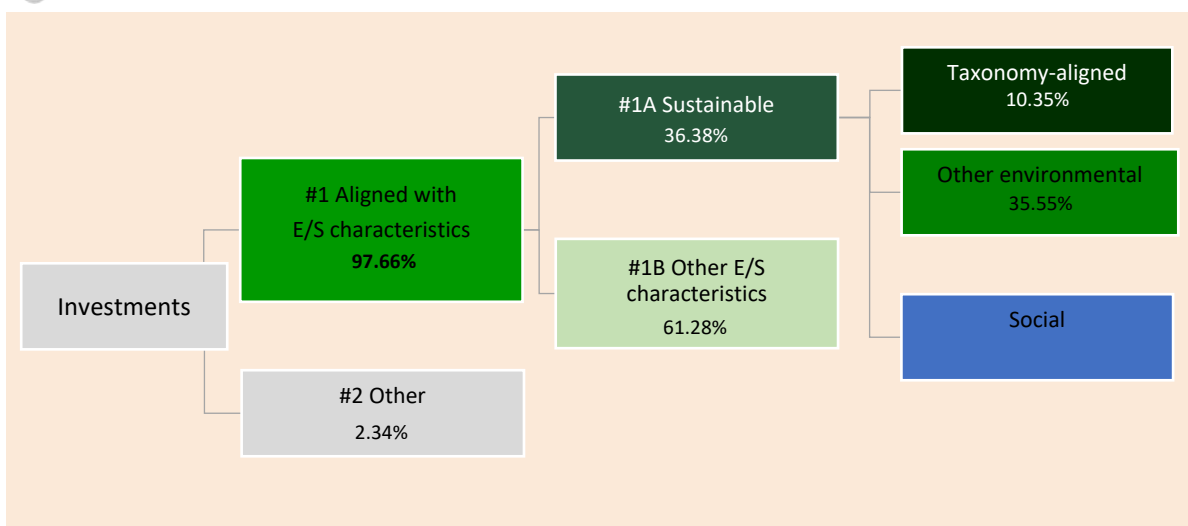 Investments
#1 Aligned with
E/S characteristics
97.66%
#2 Other
2.34%
#1A Sustainable
36.38%
#1B Other E/S
characteristics
61.28%
Taxonomy-aligned
10.35%
Other environmental
35.55%
Social